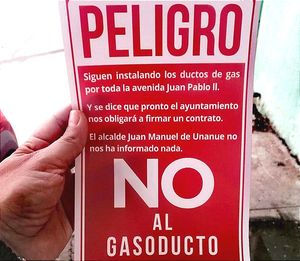 PELIGRO
Siguen instalando los ductos de gas
por toda la avenida Juan Pablo II.
Y se dice que pronto el ayuntamiento
nos obligará a firmar un contrato.
El alcalde Juan Manuel de Unanue no
nos ha informado nada.
NO
AL
GASODUCTO